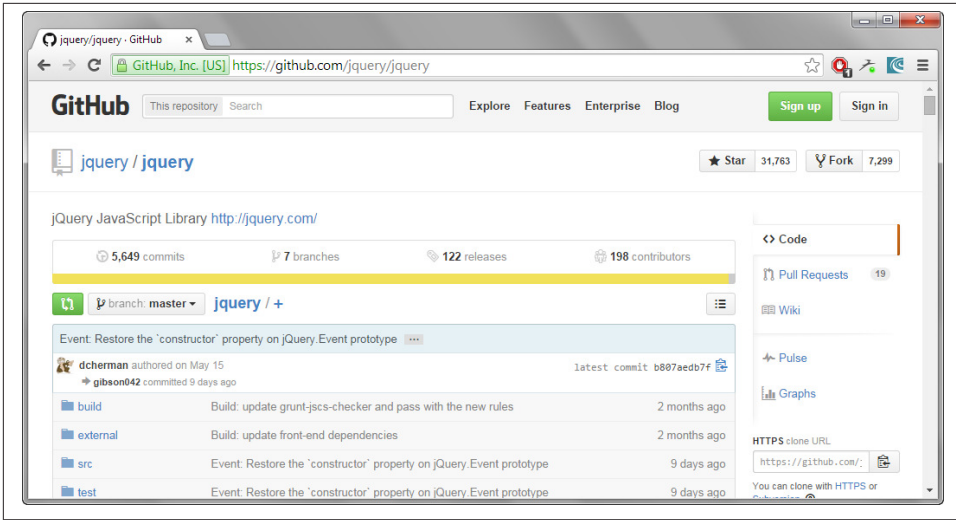 jquery/jquery · GitHub ×
GitHub, Inc. [US] https://github.com/jquery/jquery
1
GitHub This repository Search Explore Features Enterprise Blog Sign up Sign in
jquery / jquery Star 31,763 Fork 7,299
jQuery JavaScript Library http://jquery.com/
5,649 commits 7 branches 122 releases 198 contributors
branch: master jquery / +
Event: Restore the `constructor` property on jQuery.Event prototype ...
dcherman authored on May 15 latest commit b807aedb7f
gibson042 committed 9 days ago
build Build: update grunt-jscs-checker and pass with the new rules 2 months ago
external Build: update front-end dependencies 2 months ago
src Event: Restore the `constructor` property on jQuery.Event prototype 9 days ago
test Event: Restore the `constructor` property on jQuery.Event prototype 9 days ago
<> Code
Pull Requests 19
Wiki
Pulse
Graphs
HTTPS clone URL
https://github.com/
You can clone with HTTPS or